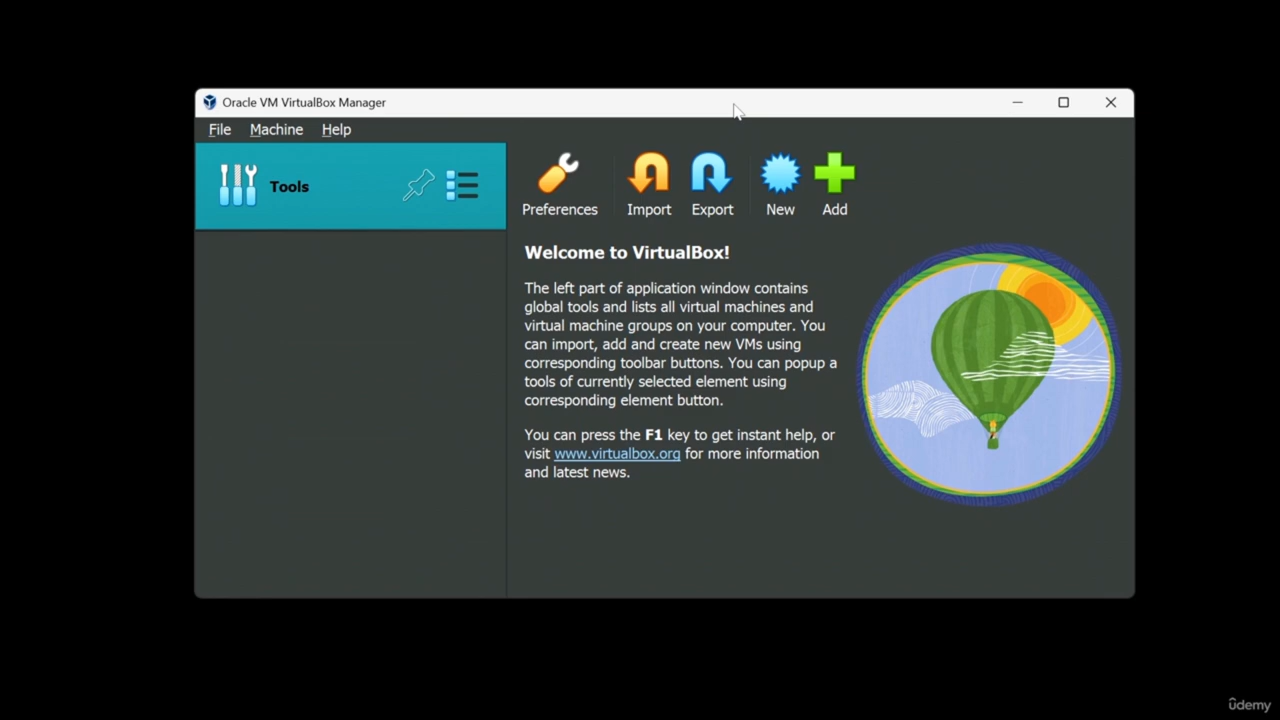 Oracle VM VirtualBox Manager
File Machine Help
Tools
Preferences Import Export New Add
Welcome to VirtualBox!
The left part of application window contains
global tools and lists all virtual machines and
virtual machine groups on your computer. You
can import, add and create new VMs using
corresponding toolbar buttons. You can popup a
tools of currently selected element using
corresponding element button.
You can press the F1 key to get instant help, or
visit www.virtualbox.org for more information
and latest news.
ûdemy